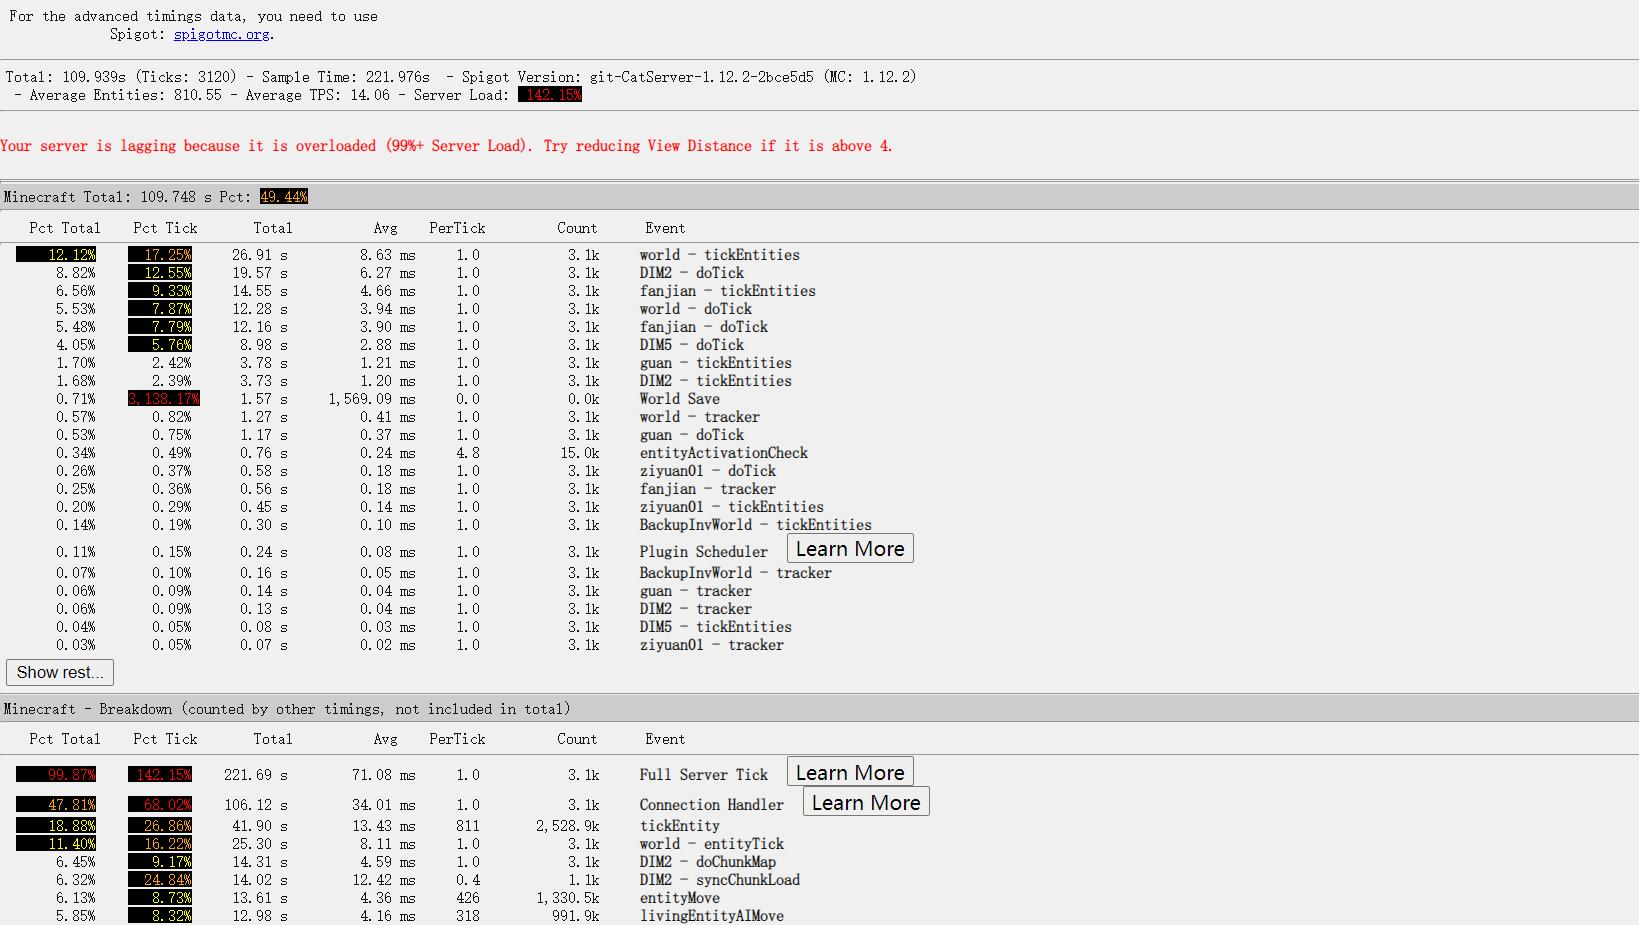 For the advanced timings data, you need to use
Spigot: spigotmc.org.
Total: 109.939s (Ticks: 3120) - Sample Time: 221.976s - Spigot Version: git-CatServer-1.12.2-2bce5d5 (MC: 1.12.2)
- Average Entities: 810.55 - Average TPS: 14.06 - Server Load: 142.15%
Your server is lagging because it is overloaded (99%+ Server Load). Try reducing View Distance if it is above 4.
Minecraft Total: 109.748 s Pct: 49.44%
Pct Total Pct Tick Total Avg PerTick Count Event
12.12% 17.25% 26.91 s 8.63 ms 1.0 3.1k world - tickEntities
8.82% 12.55% 19.57 s 6.27 ms 1.0 3.1k DIM2 - doTick
6.56% 9.33% 14.55 s 4.66 ms 1.0 3.1k fanjian - tickEntities
5.53% 7.87% 12.28 s 3.94 ms 1.0 3.1k world - doTick
5.48% 7.79% 12.16 s 3.90 ms 1.0 3.1k fanjian - doTick
4.05% 5.76% 8.98 s 2.88 ms 1.0 3.1k DIM5 - doTick
1.70% 2.42% 3.78 s 1.21 ms 1.0 3.1k guan - tickEntities
1.68% 2.39% 3.73 s 1.20 ms 1.0 3.1k DIM2 - tickEntities
0.71% 3,138.17% 1.57 s 1,569.09 ms 0.0 0.0k World Save
0.57% 0.82% 1.27 s 0.41 ms 1.0 3.1k world - tracker
0.53% 0.75% 1.17 s 0.37 ms 1.0 3.1k guan - doTick
0.34% 0.49% 0.76 s 0.24 ms 4.8 15.0k entityActivationCheck
0.26% 0.37% 0.58 s 0.18 ms 1.0 3.1k ziyuan01 - doTick
0.25% 0.36% 0.56 s 0.18 ms 1.0 3.1k fanjian - tracker
0.20% 0.29% 0.45 s 0.14 ms 1.0 3.1k ziyuan01 - tickEntities
0.14% 0.19% 0.30 s 0.10 ms 1.0 3.1k BackupInvWorld - tickEntities
0.11% 0.15% 0.24 s 0.08 ms 1.0 3.1k Plugin Scheduler Learn More
0.07% 0.10% 0.16 s 0.05 ms 1.0 3.1k BackupInvWorld - tracker
0.06% 0.09% 0.14 s 0.04 ms 1.0 3.1k guan - tracker
0.06% 0.09% 0.13 s 0.04 ms 1.0 3.1k DIM2 - tracker
0.04% 0.05% 0.08 s 0.03 ms 1.0 3.1k DIM5 - tickEntities
0.03% 0.05% 0.07 s 0.02 ms 1.0 3.1k ziyuan01 - tracker
Show rest...
Minecraft - Breakdown (counted by other timings, not included in total)
Pct Total Pct Tick Total Avg PerTick Count Event
99.87% 142.15% 221.69 s 71.08 ms 1.0 3.1k Full Server Tick Learn More
47.81% 68.02% 106.12 s 34.01 ms 1.0 3.1k Connection Handler Learn More
18.88% 26.86% 41.90 s 13.43 ms 811 2,528.9k tickEntity
11.40% 16.22% 25.30 s 8.11 ms 1.0 3.1k world - entityTick
6.45% 9.17% 14.31 s 4.59 ms 1.0 3.1k DIM2 - doChunkMap
6.32% 24.84% 14.02 s 12.42 ms 0.4 1.1k DIM2 - syncChunkLoad
6.13% 8.73% 13.61 s 4.36 ms 426 1,330.5k entityMove
5.85% 8.32% 12.98 s 4.16 ms 318 991.9k livingEntityAIMove